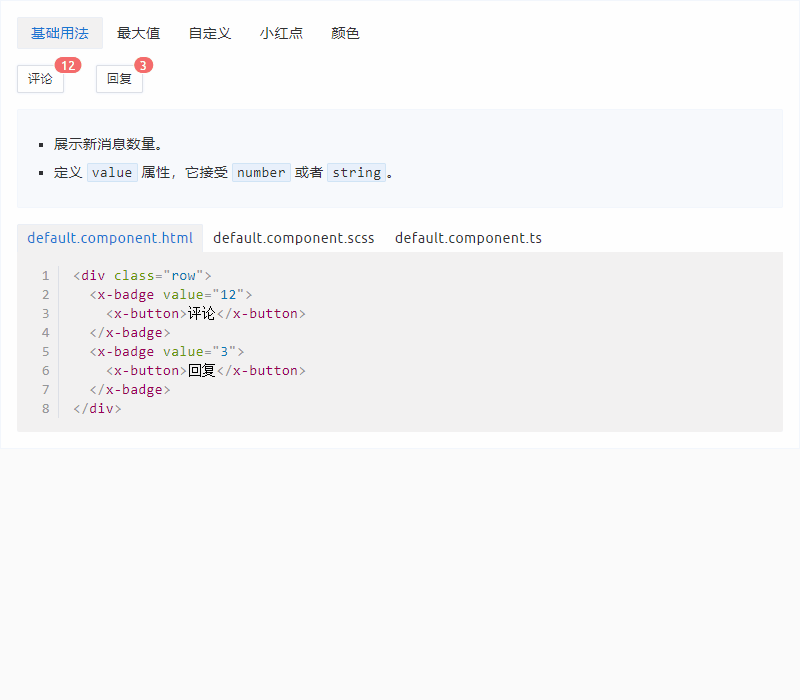 基础用法 最大值 自定义 小红点 颜色
评论 12 回复 3
展示新消息数量。
定义 value 属性，它接受 number 或者 string 。
default.component.html default.component.scss default.component.ts
1 <div class="row">
2 <x-badge value="12">
3 <x-button>评论</x-button>
4 </x-badge>
5 <x-badge value="3">
6 <x-button>回复</x-button>
7 </x-badge>
8 </div>